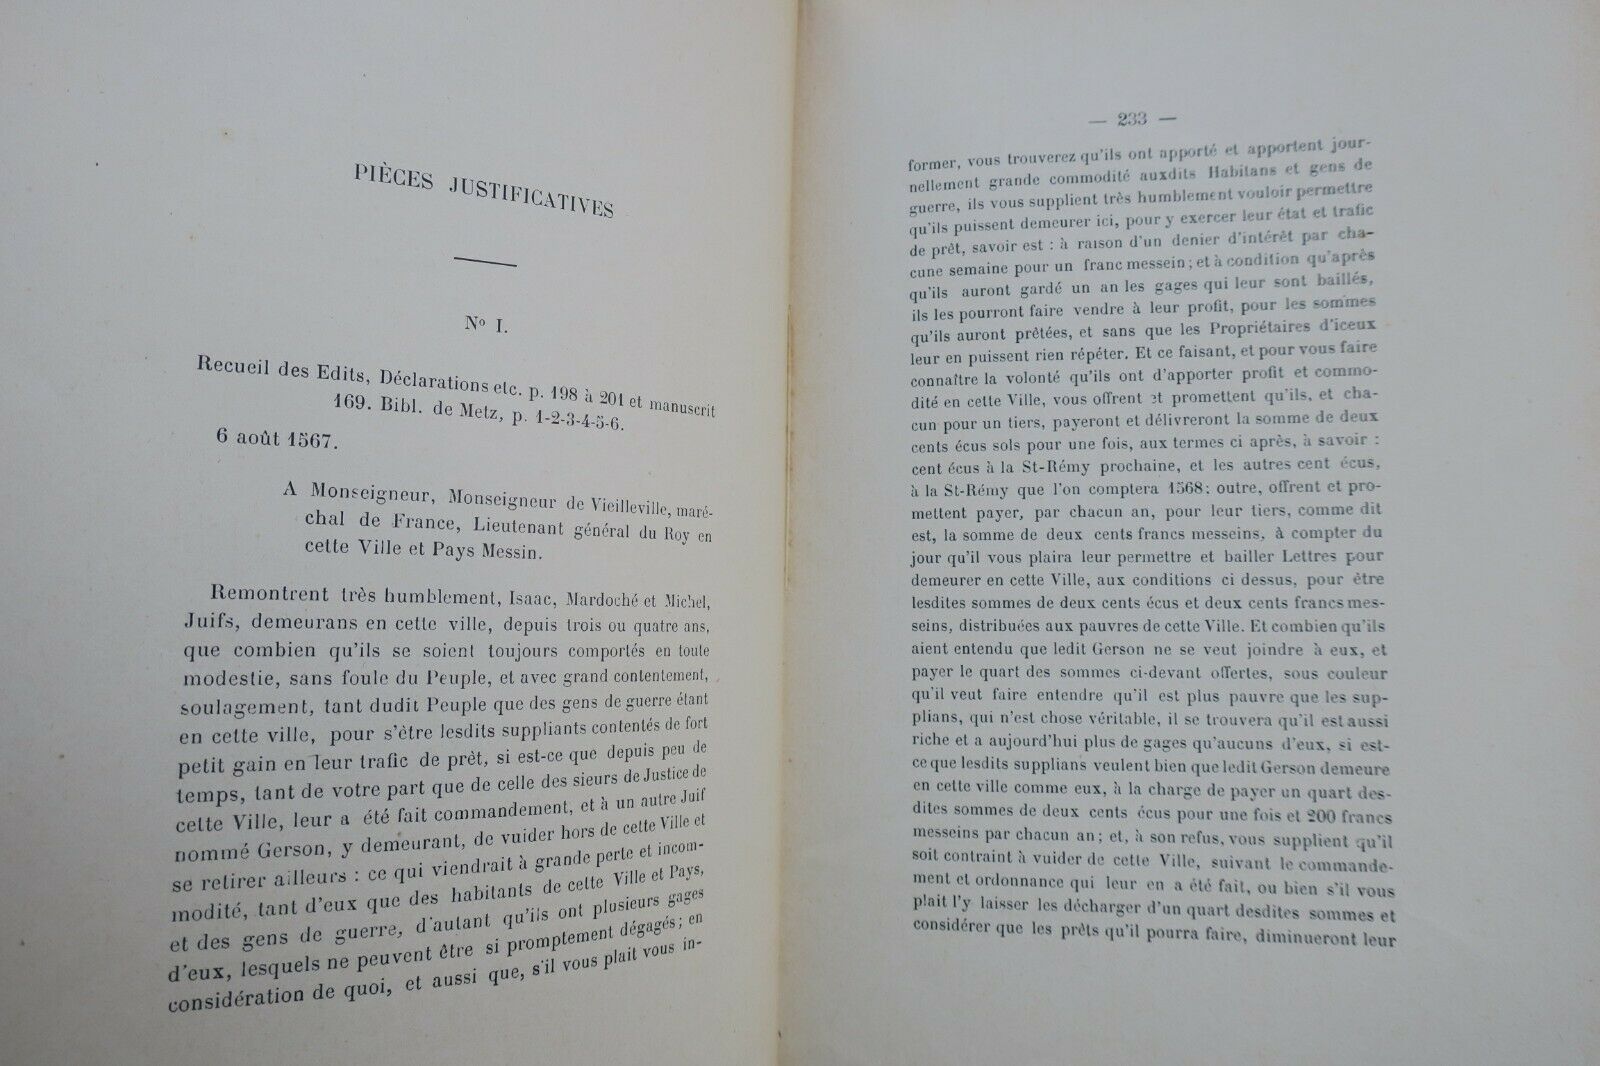 PIÈCES JUSTIFICATIVES
Nº I.
Recueil des Edits, Déclarations etc. p. 198 à 201 et manuscrit
169. Bibl. de Metz, p. 1-2-3-4-5-6.
6 août 1567.
A Monseigneur, Monseigneur de Vieilleville, maré-
chal de France, Lieutenant général du Roy en
cette Ville et Pays Messin.
Remontrent très humblement, Isaac, Mardoché et Michel,
Juifs, demeurans en cette ville, depuis trois ou quatre ans,
que combien qu'ils se soient toujours comportés en toute
modestie, sans foule du Peuple, et avec grand contentement,
soulagement, tant dudit Peuple que des gens de guerre étant
en cette ville, pour s'être lesdits suppliants contentés de fort
petit gain en leur trafic de prêt, si est-ce que depuis peu de
temps, tant de votre part que de celle des sieurs de Justice de
cette Ville, leur a été fait commandement, et à un autre Juif
nommé Gerson, y demeurant, de vuider hors de cette Ville et
se retirer ailleurs : ce qui viendrait à grande perte et incom-
modité, tant d'eux que des habitants de cette Ville et Pays,
et des gens de guerre, d'autant qu'ils ont plusieurs gages
d'eux, lesquels ne peuvent être si promptement dégagés ; en
considération de quoi, et aussi que, s'il vous plait vous in-
— 233 —
former, vous trouverez qu'ils ont apporté et apportent jour-
nellement grande commodité auxdits Habitans et gens de
guerre, ils vous supplient très humblement vouloir permettre
qu'ils puissent demeurer ici, pour y exercer leur état et trafic
de prêt, savoir est : à raison d'un denier d'intérêt par cha-
cune semaine pour un franc messein ; et à condition qu'après
qu'ils auront gardé un an les gages qui leur sont baillés,
ils les pourront faire vendre à leur profit, pour les sommes
qu'ils auront prêtées, et sans que les Propriétaires d'iceux
leur en puissent rien répéter. Et ce faisant, et pour vous faire
connaître la volonté qu'ils ont d'apporter profit et commo-
dité en cette Ville, vous offrent et promettent qu'ils, et cha-
cun pour un tiers, payeront et délivreront la somme de deux
cents écus sols pour une fois, aux termes ci après, à savoir :
cent écus à la St-Rémy prochaine, et les autres cent écus,
à la St-Rémy que l'on comptera 1568 ; outre, offrent et pro-
mettent payer, par chacun an, pour leur tiers, comme dit
est, la somme de deux cents francs messeins, à compter du
jour qu'il vous plaira leur permettre et bailler Lettres pour
demeurer en cette Ville, aux conditions ci dessus, pour être
lesdites sommes de deux cents écus et deux cents francs mes-
seins, distribuées aux pauvres de cette Ville. Et combien qu'ils
aient entendu que ledit Gerson ne se veut joindre à eux, et
payer le quart des sommes ci-devant offertes, sous couleur
qu'il veut faire entendre qu'il est plus pauvre que les sup-
plians, qui n'est chose véritable, il se trouvera qu'il est aussi
riche et a aujourd'hui plus de gages qu'aucuns d'eux, si est-
ce que lesdits supplians veulent bien que ledit Gerson demeure
en cette ville comme eux, à la charge de payer un quart des-
dites sommes de deux cents écus pour une fois et 200 francs
messeins par chacun an ; et, à son refus, vous supplient qu'il
soit contraint à vuider de cette Ville, suivant le commande-
ment et ordonnance qui leur en a été fait, ou bien s'il vous
plait l'y laisser les décharger d'un quart desdites sommes et
considérer que les prêts qu'il pourra faire, diminueront leur